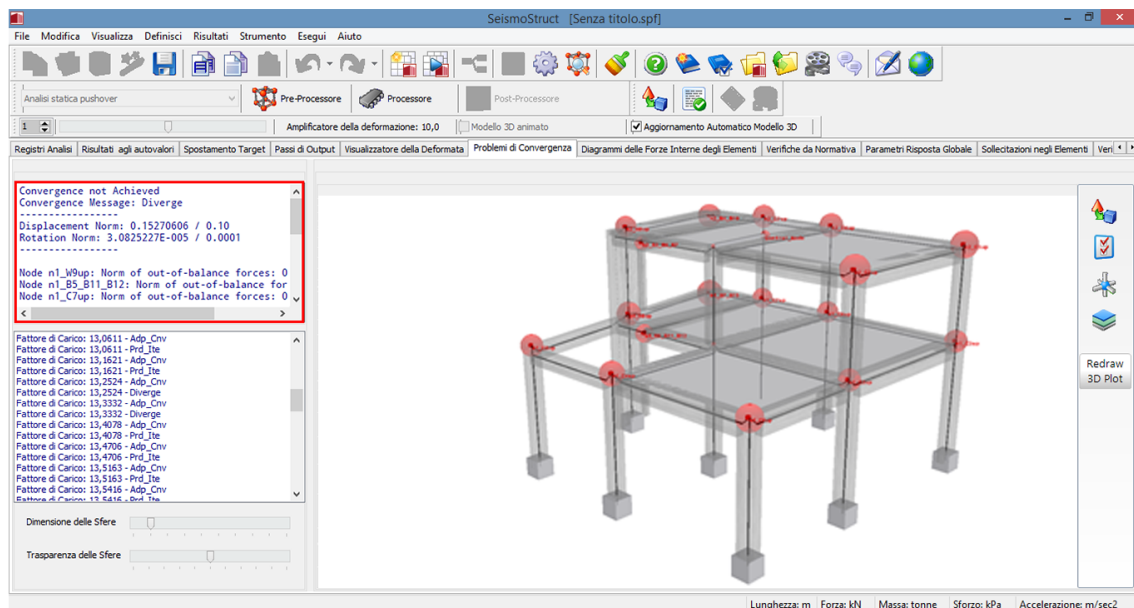 SeismoStruct [Senza titolo.spf]
File Modifica Visualizza Definisci Risultati Strumento Esegui Aiuto
Analisi statica pushover
Pre-Processore
Processore
Post-Processore
1
Amplificatore della deformazione: 10,0
Modello 3D animato
Aggiornamento Automatico Modello 3D
Registri Analisi Risultati agli autovalori Spostamento Target Passi di Output Visualizzatore della Deformata Problemi di Convergenza Diagrammi delle Forze Interne degli Elementi Verifiche da Normativa Parametri Risposta Globale Sollecitazioni negli Elementi Veri
Convergence not Achieved
Convergence Message: Diverge
-----------------
Displacement Norm: 0.15270606 / 0.10
Rotation Norm: 3.0825227E-005 / 0.0001
-----------------
Node n1_W9up: Norm of out-of-balance forces: 0
Node n1_B5_B11_B12: Norm of out-of-balance for
Node n1_C7up: Norm of out-of-balance forces: 0
Fattore di Carico: 13,0611 - Adp_Cnv
Fattore di Carico: 13,0611 - Prd_Ite
Fattore di Carico: 13,1621 - Adp_Cnv
Fattore di Carico: 13,1621 - Prd_Ite
Fattore di Carico: 13,2524 - Adp_Cnv
Fattore di Carico: 13,2524 - Diverge
Fattore di Carico: 13,3332 - Adp_Cnv
Fattore di Carico: 13,3332 - Diverge
Fattore di Carico: 13,4078 - Adp_Cnv
Fattore di Carico: 13,4078 - Prd_Ite
Fattore di Carico: 13,4706 - Adp_Cnv
Fattore di Carico: 13,4706 - Prd_Ite
Fattore di Carico: 13,5163 - Adp_Cnv
Fattore di Carico: 13,5163 - Prd_Ite
Fattore di Carico: 13,5416 - Adp_Cnv
Fattore di Carico: 13,5416 - Prd_Ite
Dimensione delle Sfere
Trasparenza delle Sfere
Redraw
3D Plot
Lunghezza: m Forza: kN Massa: tonne Sforzo: kPa Accelerazione: m/sec2